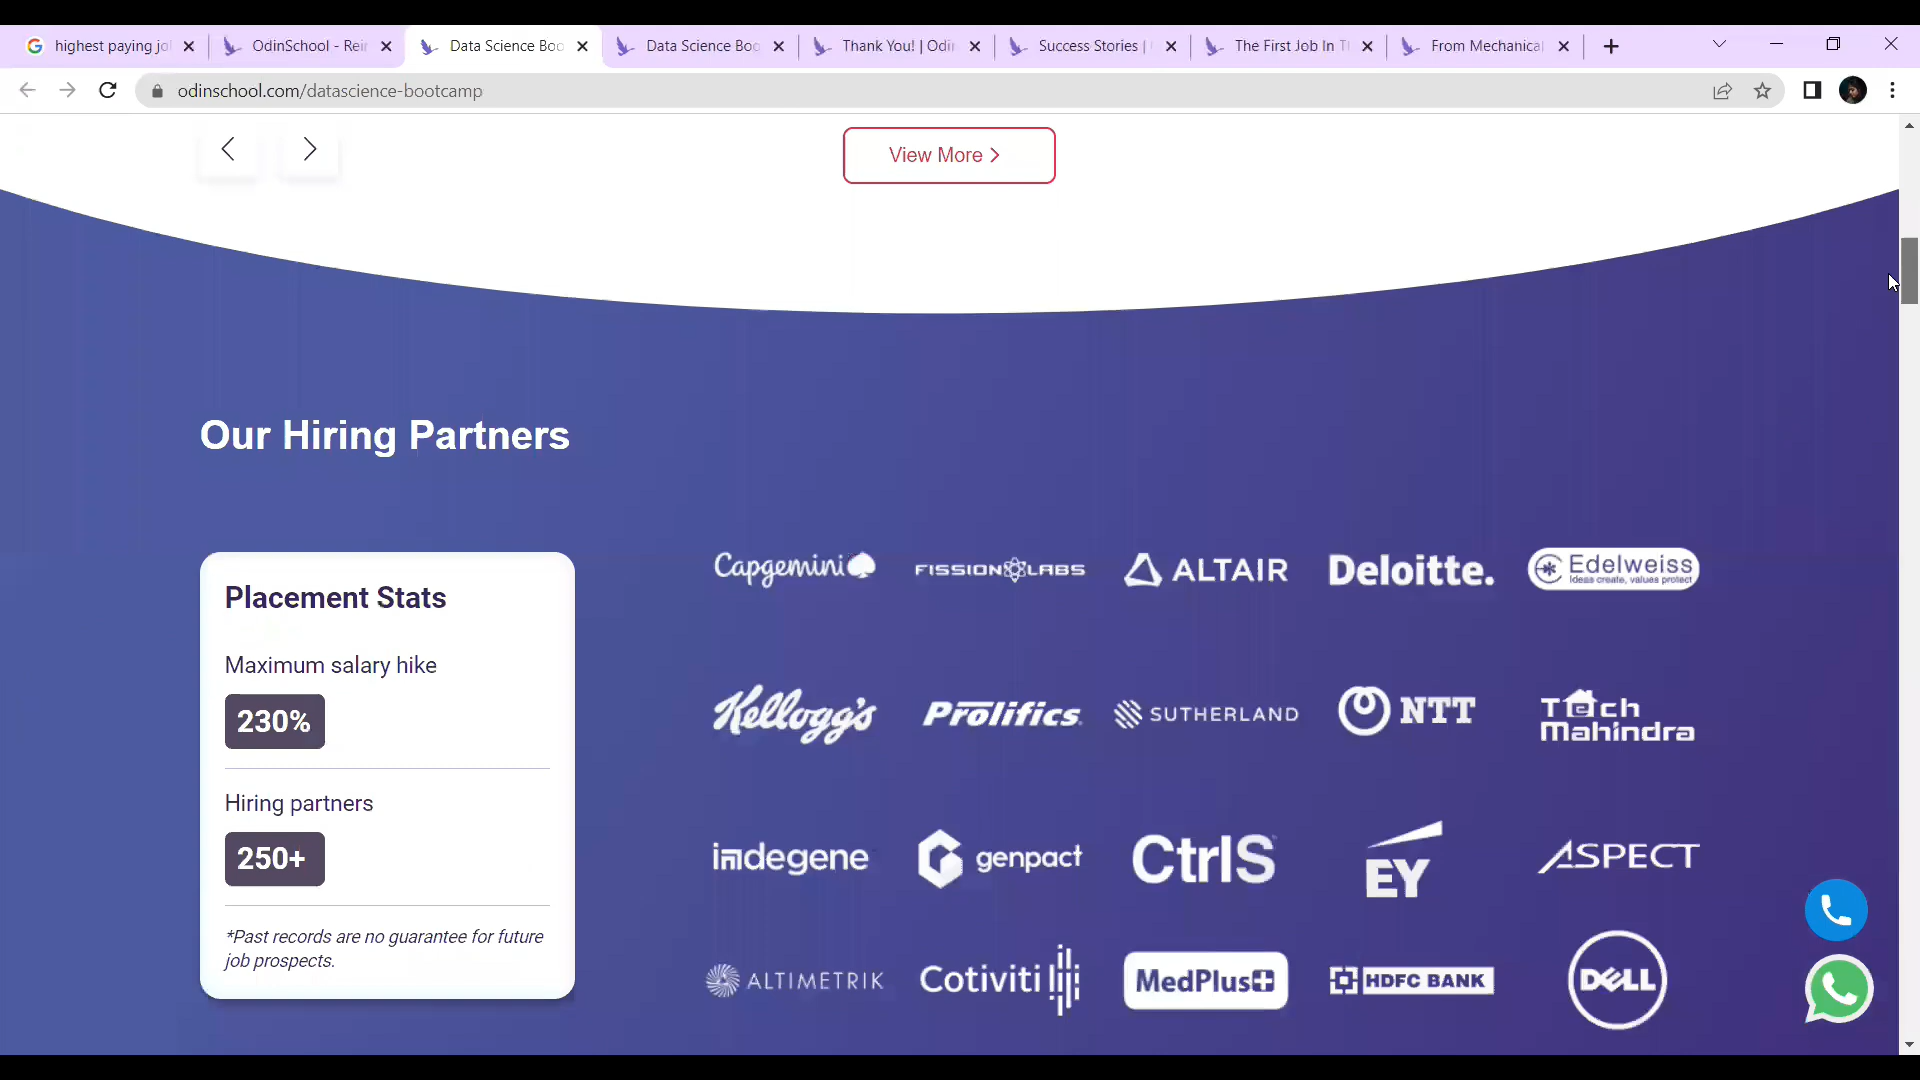 highest paying jo
OdinSchool - Rei
Data Science Boo
Data Science Boo
Thank You! | Odi
Success Stories |
The First Job In T
From Mechanical
odinschool.com/datascience-bootcamp
View More
Our Hiring Partners
Placement Stats
Maximum salary hike
230%
Hiring partners
250+
*Past records are no guarantee for future
job prospects.
Capgemini
FISSION LABS
ALTAIR
Deloitte.
Edelweiss
Ideas create, values protect
Kellogg's
Prolifics
SUTHERLAND
NTT
Tech
Mahindra
indegene
genpact
CtrlS
EY
ASPECT
ALTIMETRIK
Cotiviti
MedPlus
HDFC BANK
DELL